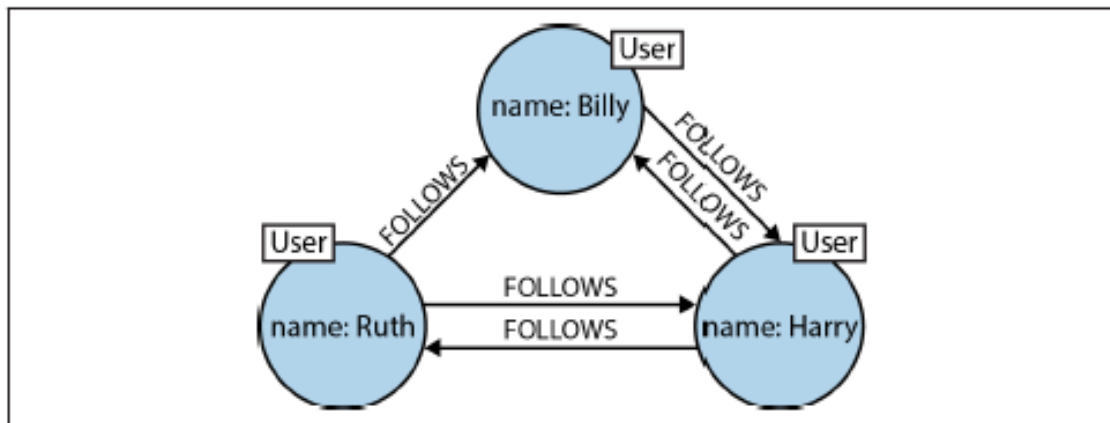 User
name: Billy
FOLLOWS
FOLLOWS
FOLLOWS
User
User
FOLLOWS
name: Ruth
name: Harry
FOLLOWS